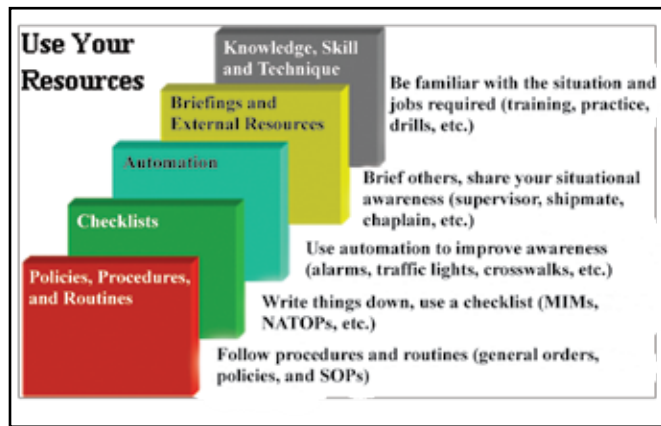 Use Your
Resources
Knowledge, Skill
and Technique
Be familiar with the situation and
jobs required (training, practice,
drills, etc.)
Briefings and
External Resources
Brief others, share your situational
awareness (supervisor, shipmate,
chaplain, etc.)
Automation
Use automation to improve awareness
(alarms, traffic lights, crosswalks, etc.)
Checklists
Write things down, use a checklist (MIMs,
NATOPs, etc.)
Policies, Procedures,
and Routines
Follow procedures and routines (general orders,
policies, and SOPs)